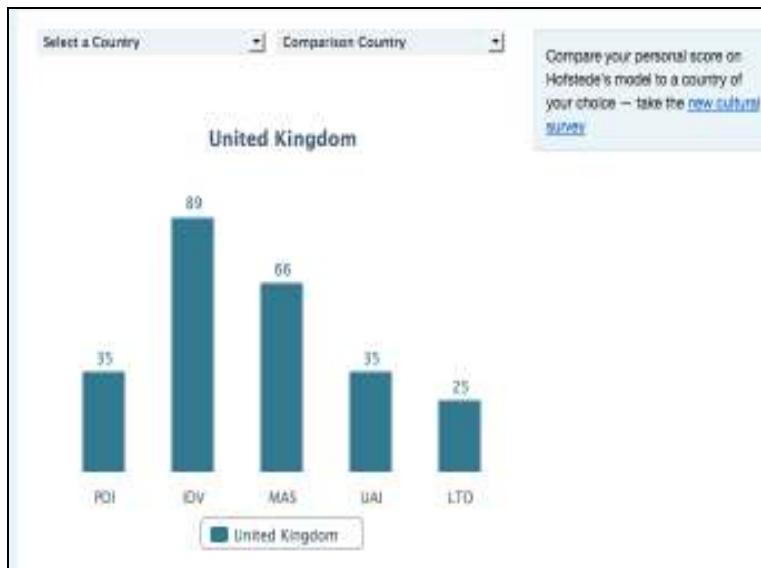 Select a Country
Comparison Country
Compare your personal score on
Hofstede's model to a country of
your choice — take the new cultural
survey
United Kingdom
89
66
35
35
25
PDI
IDV
MAS
UAI
LTO
United Kingdom